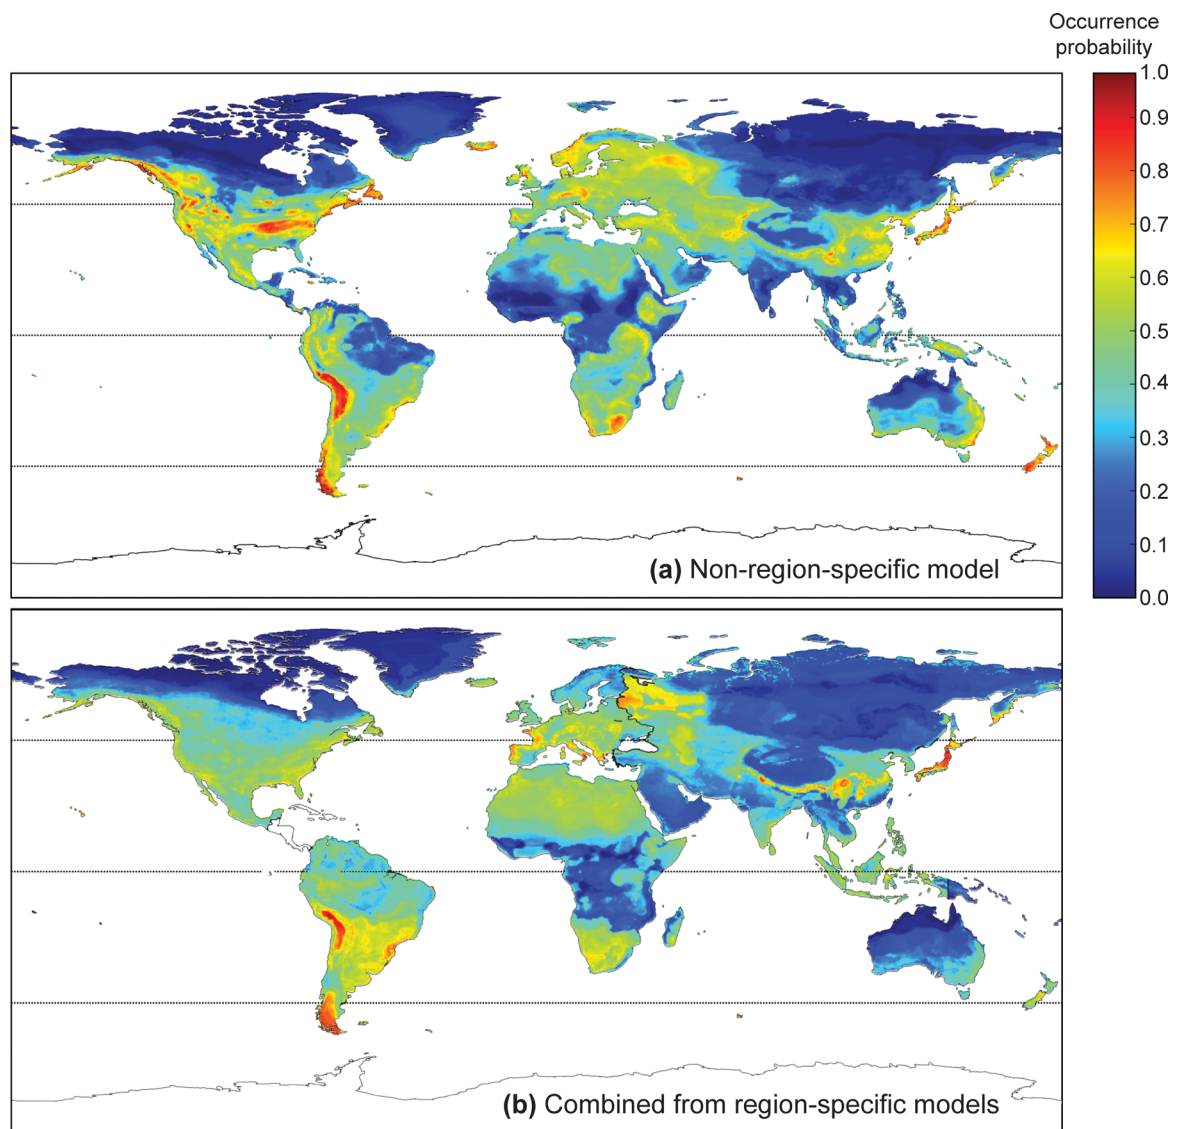 Occurrence
probability
1.0
0.9
0.8
0.7
0.6
0.5
0.4
0.3
0.2
0.1
0.0
(a) Non-region-specific model
(b) Combined from region-specific models